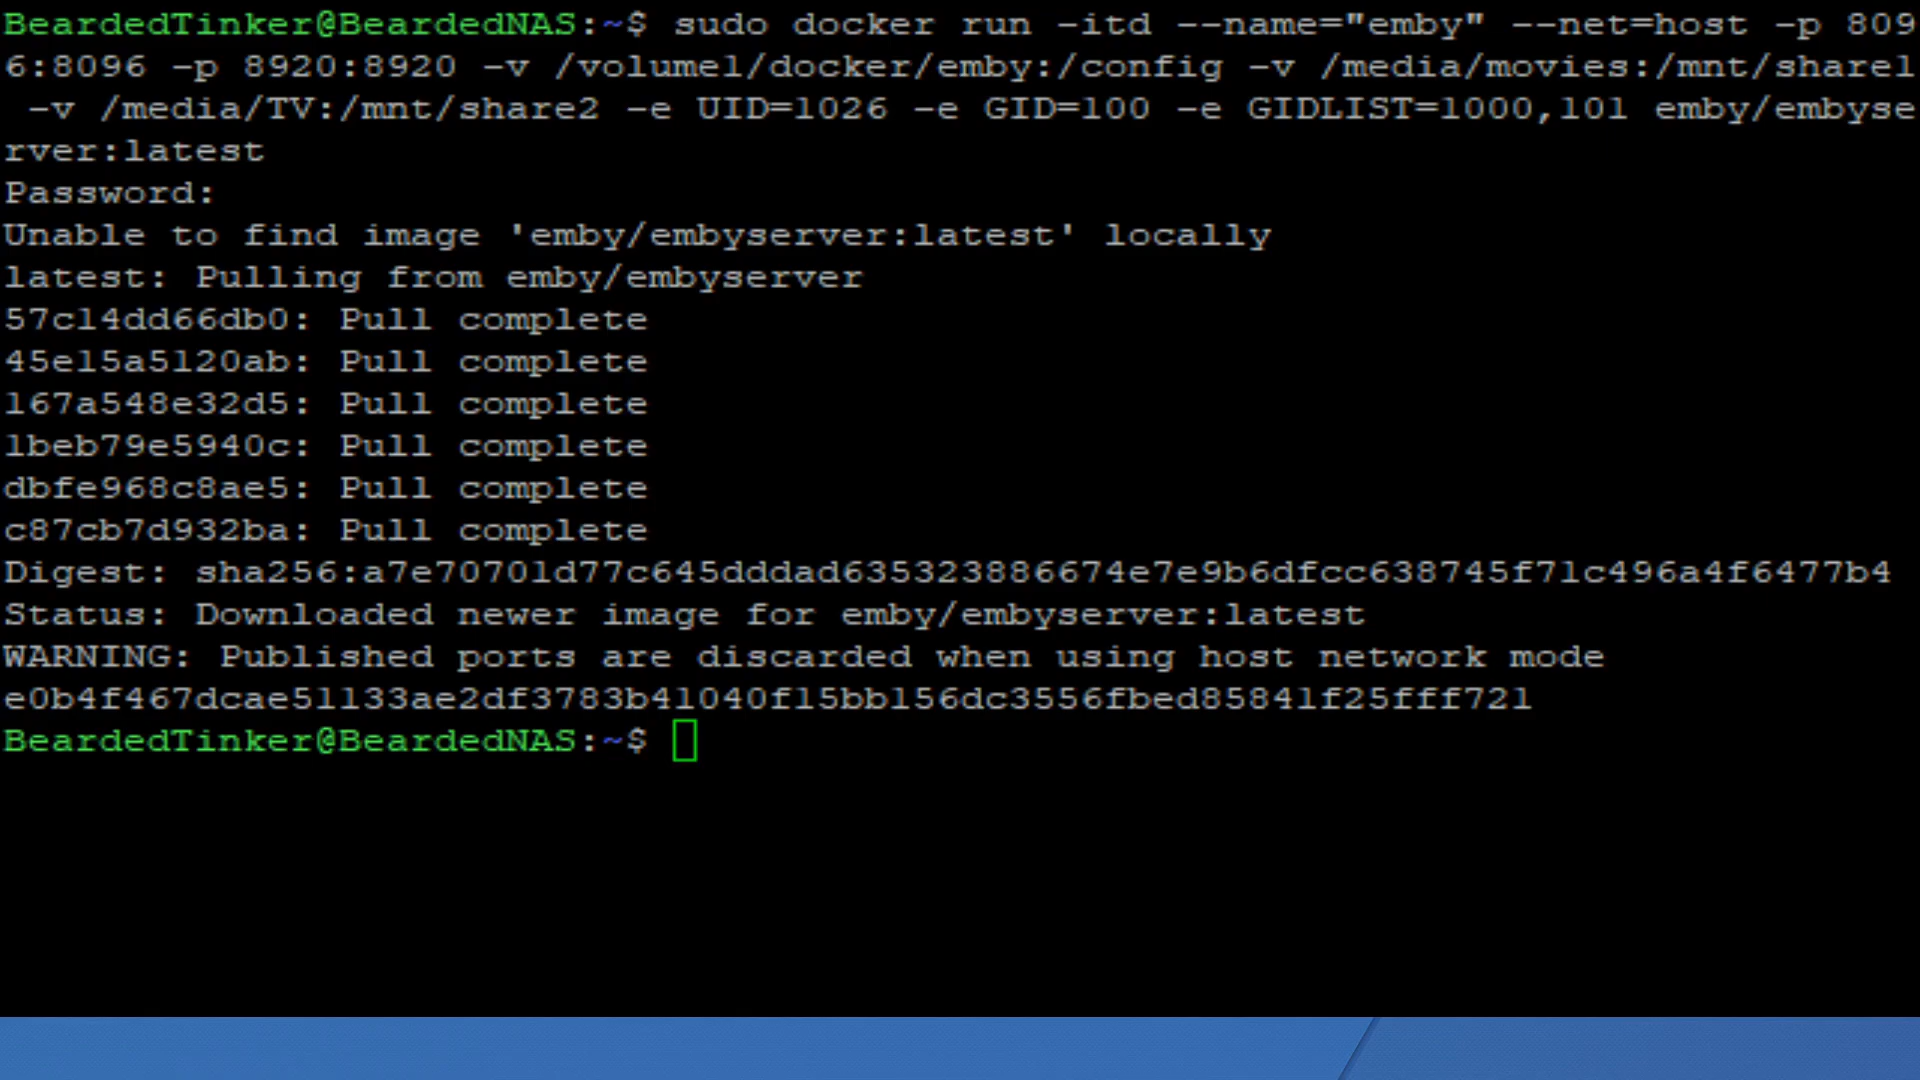 BeardedTinker@BeardedNAS:~$ sudo docker run -itd --name="emby" --net=host -p 809
6:8096 -p 8920:8920 -v /volume1/docker/emby:/config -v /media/movies:/mnt/share1
 -v /media/TV:/mnt/share2 -e UID=1026 -e GID=100 -e GIDLIST=1000,101 emby/embyse
rver:latest
Password:
Unable to find image 'emby/embyserver:latest' locally
latest: Pulling from emby/embyserver
57c14dd66db0: Pull complete
45e15a5120ab: Pull complete
167a548e32d5: Pull complete
1beb79e5940c: Pull complete
dbfe968c8ae5: Pull complete
c87cb7d932ba: Pull complete
Digest: sha256:a7e70701d77c645dddad635323886674e7e9b6dfcc638745f71c496a4f6477b4
Status: Downloaded newer image for emby/embyserver:latest
WARNING: Published ports are discarded when using host network mode
e0b4f467dcae51133ae2df3783b41040f15bb156dc3556fbed85841f25fff721
BeardedTinker@BeardedNAS:~$